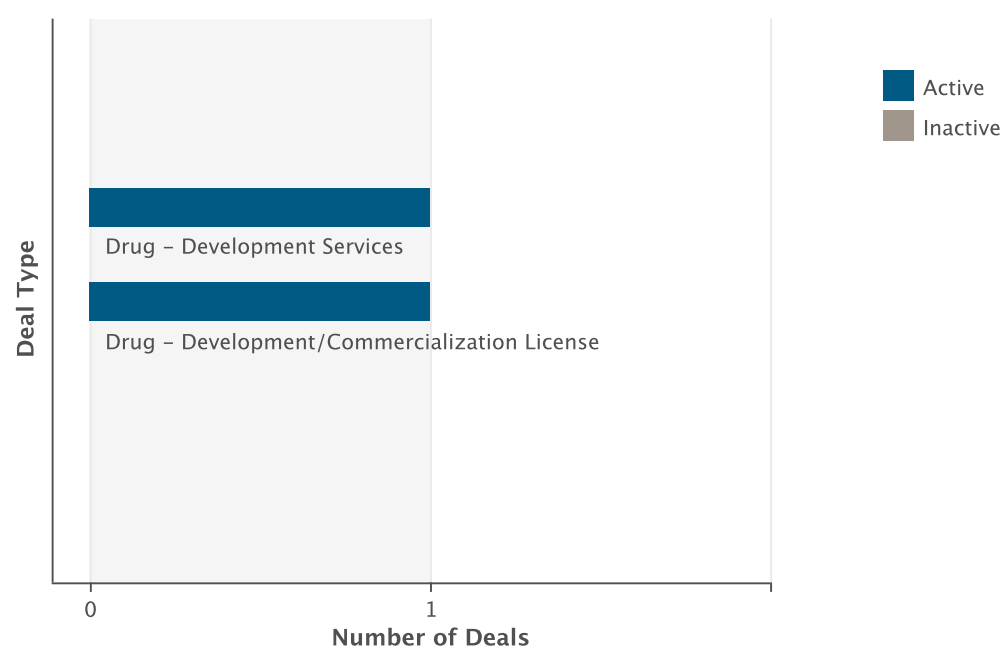 Active
Inactive
Drug – Development Services
Drug – Development/Commercialization License
Deal Type
0
1
Number of Deals